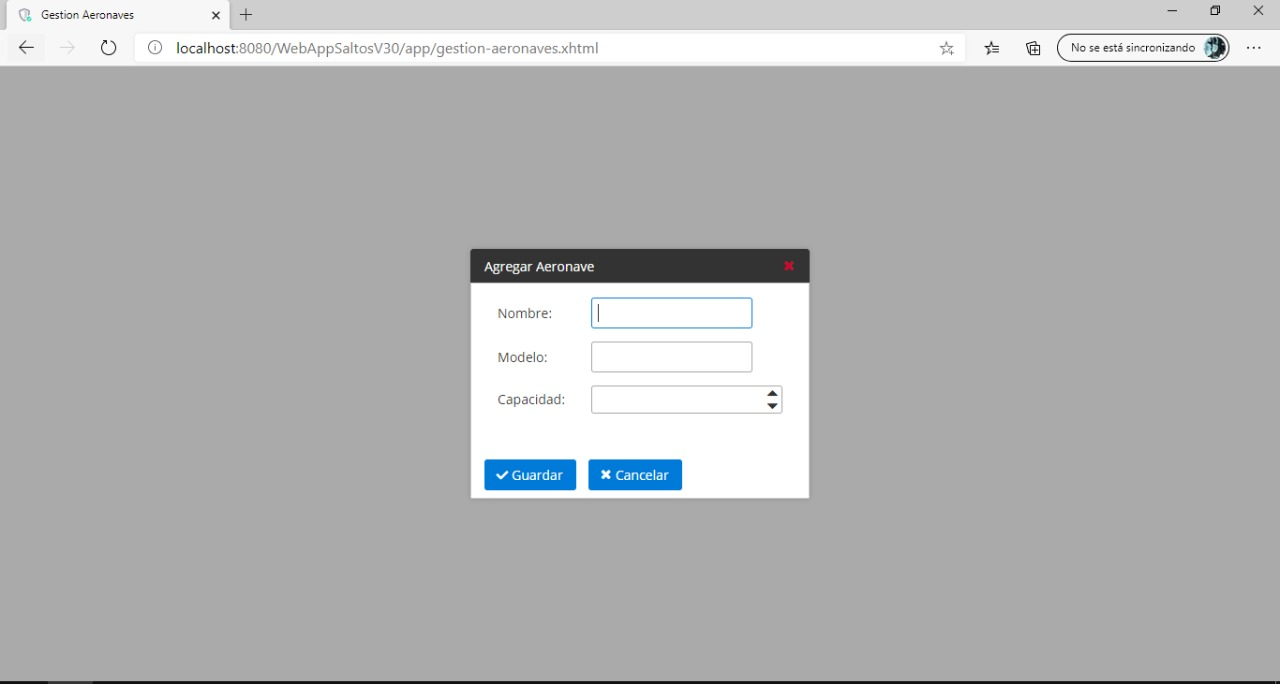 Gestion Aeronaves
localhost:8080/WebAppSaltosV30/app/gestion-aeronaves.xhtml
No se está sincronizando
Agregar Aeronave
Nombre:
Modelo:
Capacidad:
Guardar
Cancelar